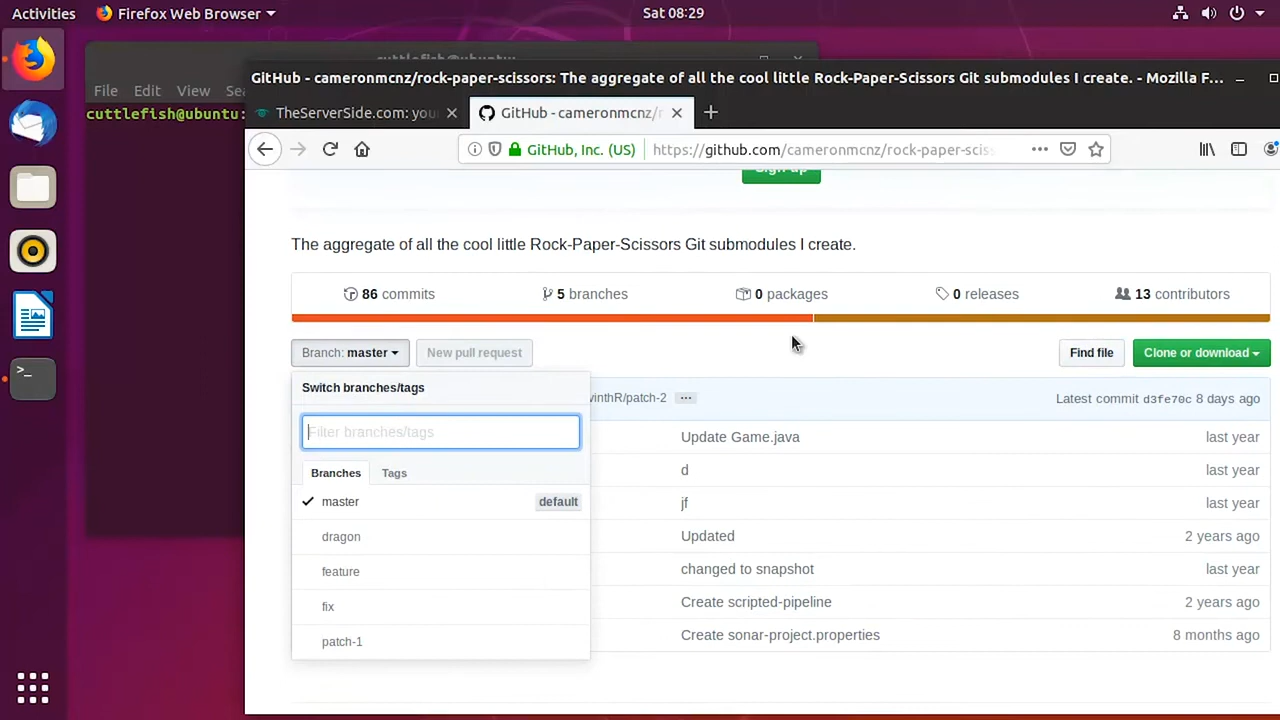 Activities
Firefox Web Browser
Sat 08:29
cuttlefish@ubuntu:
File Edit View Sea
cuttlefish@ubuntu:
GitHub - cameronmcnz/rock-paper-scissors: The aggregate of all the cool little Rock-Paper-Scissors Git submodules I create. - Mozilla F...
TheServerSide.com: you
GitHub - cameronmcnz/r
GitHub, Inc. (US)
https://github.com/cameronmcnz/rock-paper-sciss
Sign up
The aggregate of all the cool little Rock-Paper-Scissors Git submodules I create.
86 commits
5 branches
0 packages
0 releases
13 contributors
Branch: master
New pull request
Find file
Clone or download
Switch branches/tags
vinthR/patch-2 ...
Latest commit d3fe70c 8 days ago
Filter branches/tags
Update Game.java
last year
Branches
Tags
d
last year
master
default
jf
last year
dragon
Updated
2 years ago
feature
changed to snapshot
last year
fix
Create scripted-pipeline
2 years ago
patch-1
Create sonar-project.properties
8 months ago